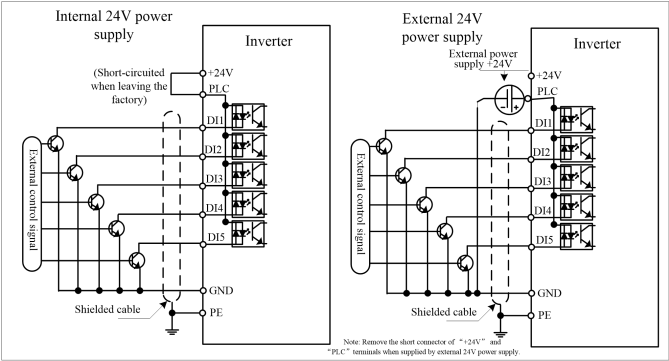 Internal 24V power
supply
Inverter
(Short-circuited
when leaving the
factory)
+24V
PLC
DI1
DI2
DI3
DI4
DI5
GND
PE
External control signal
Shielded cable
External 24V
power supply
Inverter
External power
supply +24V
+24V
PLC
- +
DI1
DI2
DI3
DI4
DI5
GND
PE
External control signal
Shielded cable
Note: Remove the short connector of “+24V” and
“PLC” terminals when supplied by external 24V power supply.